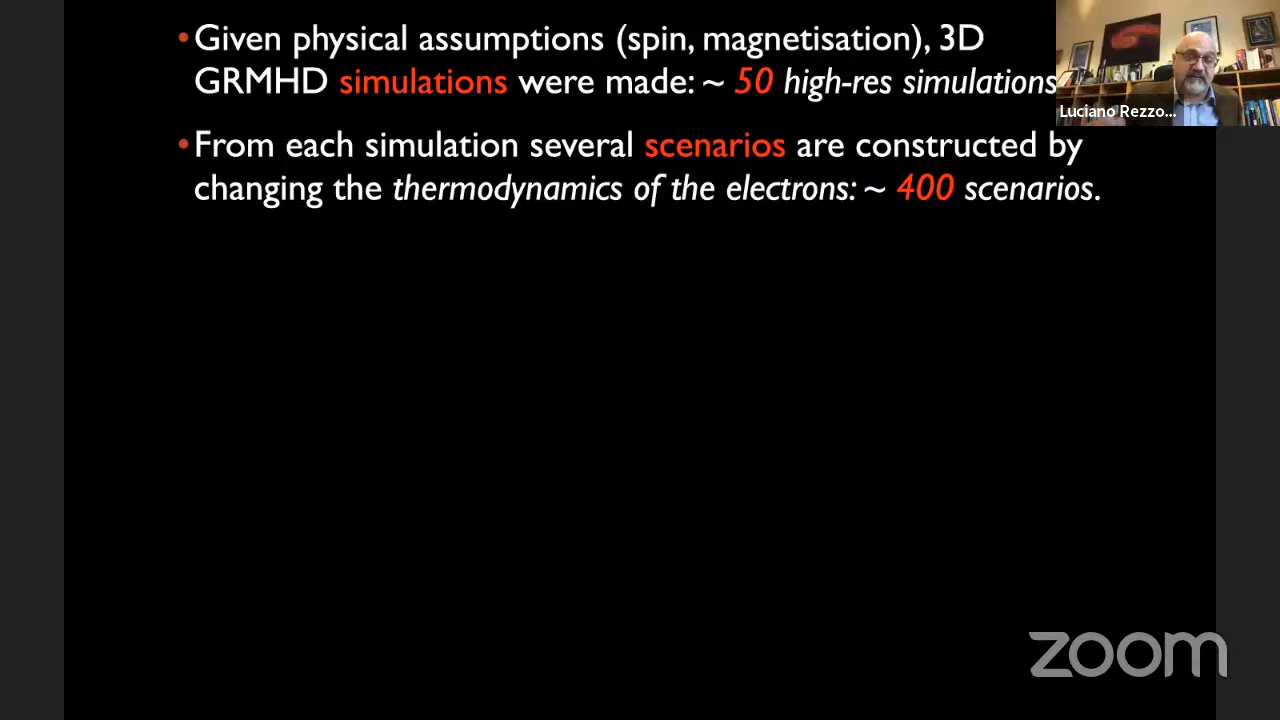 •Given physical assumptions (spin, magnetisation), 3D
GRMHD simulations were made: ~ 50 high-res simulations
Luciano Rezzo...
•From each simulation several scenarios are constructed by
changing the thermodynamics of the electrons: ~ 400 scenarios.
zoom